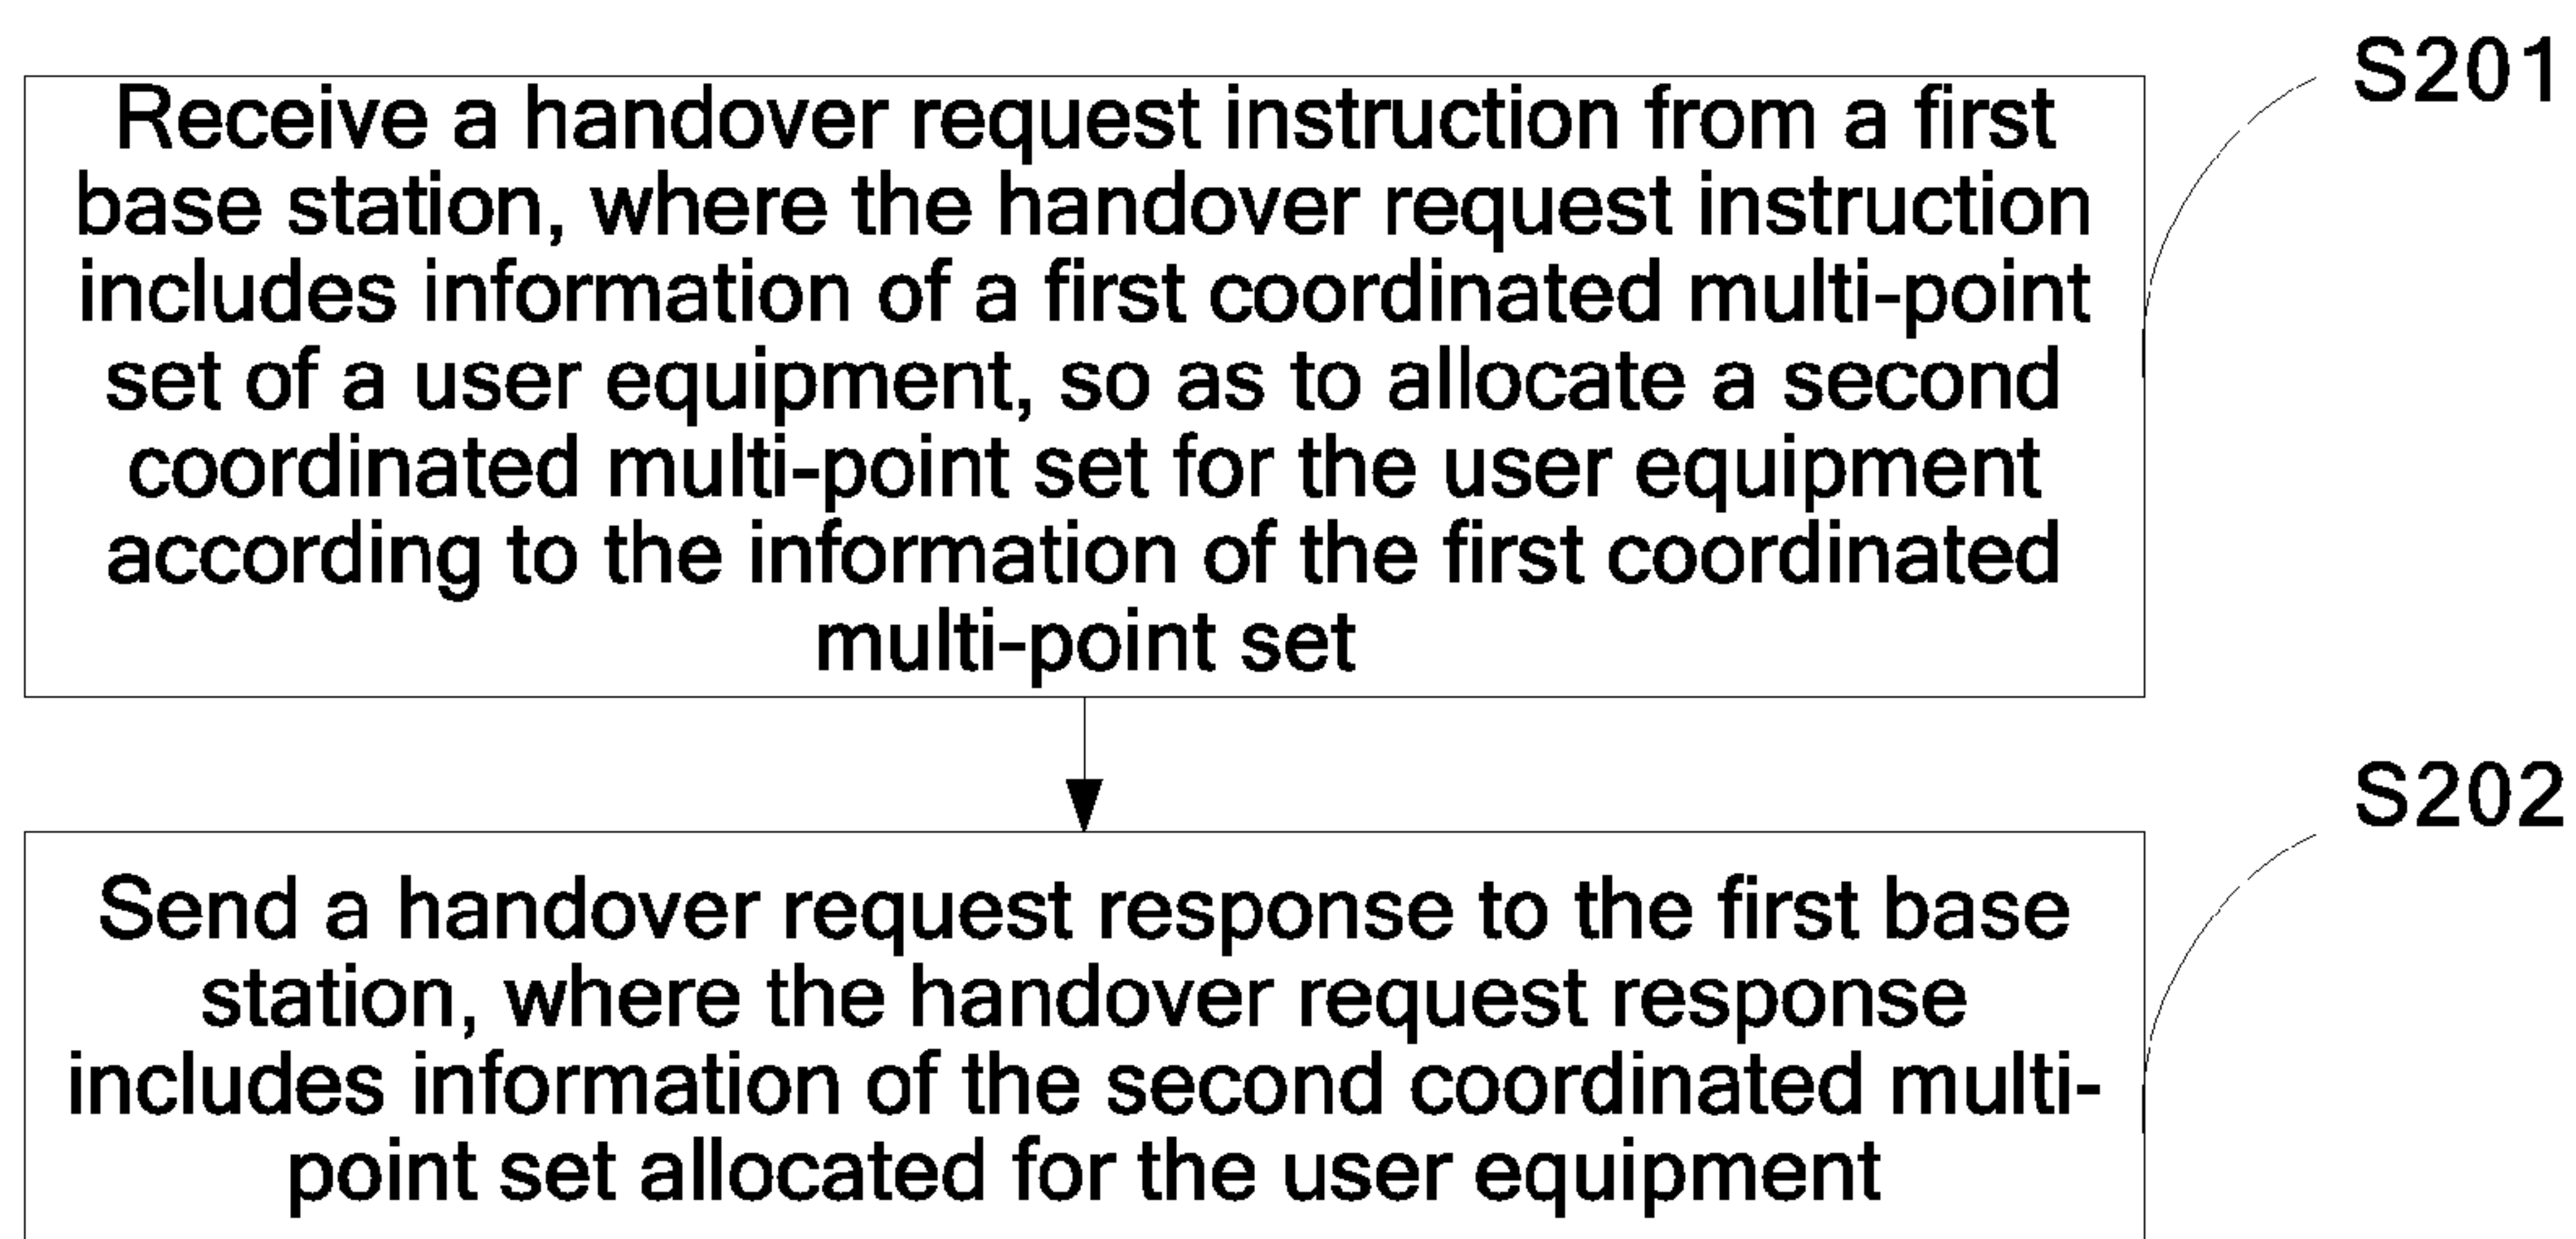 S201
Receive a handover request instruction from a first
base station, where the handover request instruction
includes information of a first coordinated multi-point
set of a user equipment, so as to allocate a second
coordinated multi-point set for the user equipment
according to the information of the first coordinated
multi-point set
S202
Send a handover request response to the first base
station, where the handover request response
includes information of the second coordinated multi-
point set allocated for the user equipment